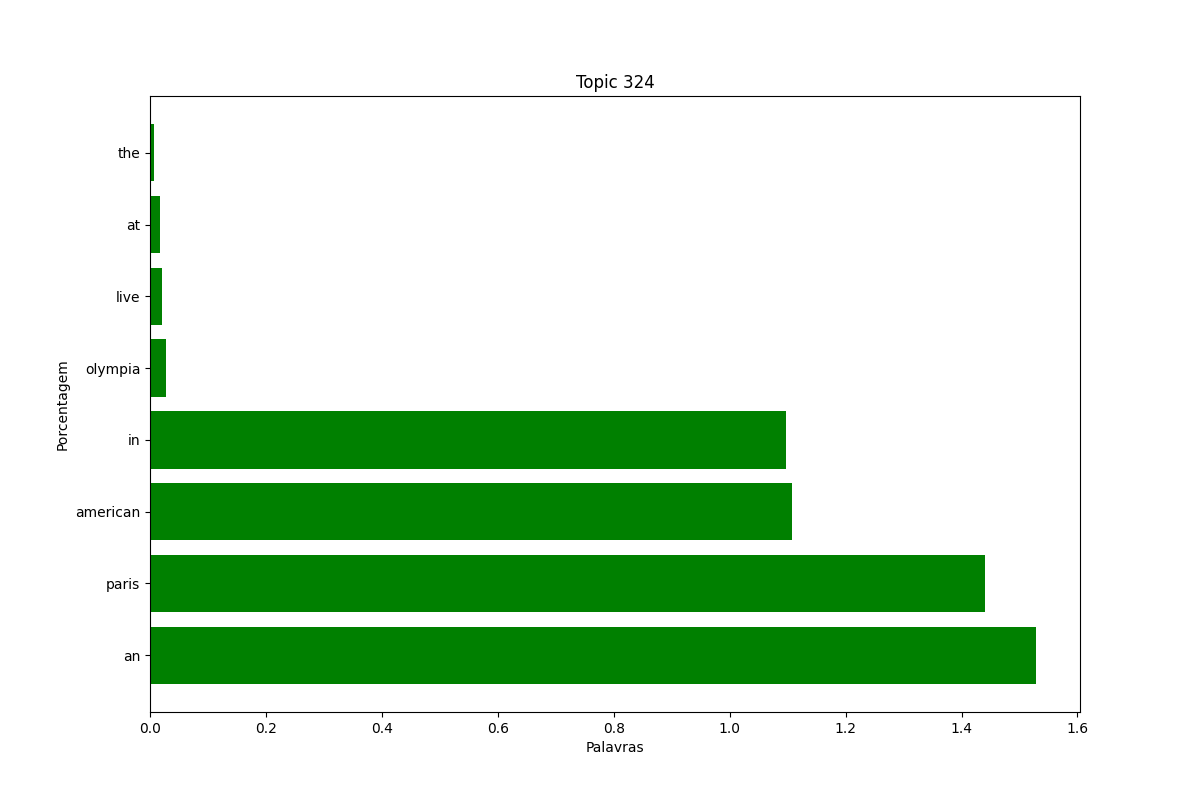 Topic 324
the
at
live
olympia
in
american
paris
an
Porcentagem
0.0 0.2 0.4 0.6 0.8 1.0 1.2 1.4 1.6
Palavras